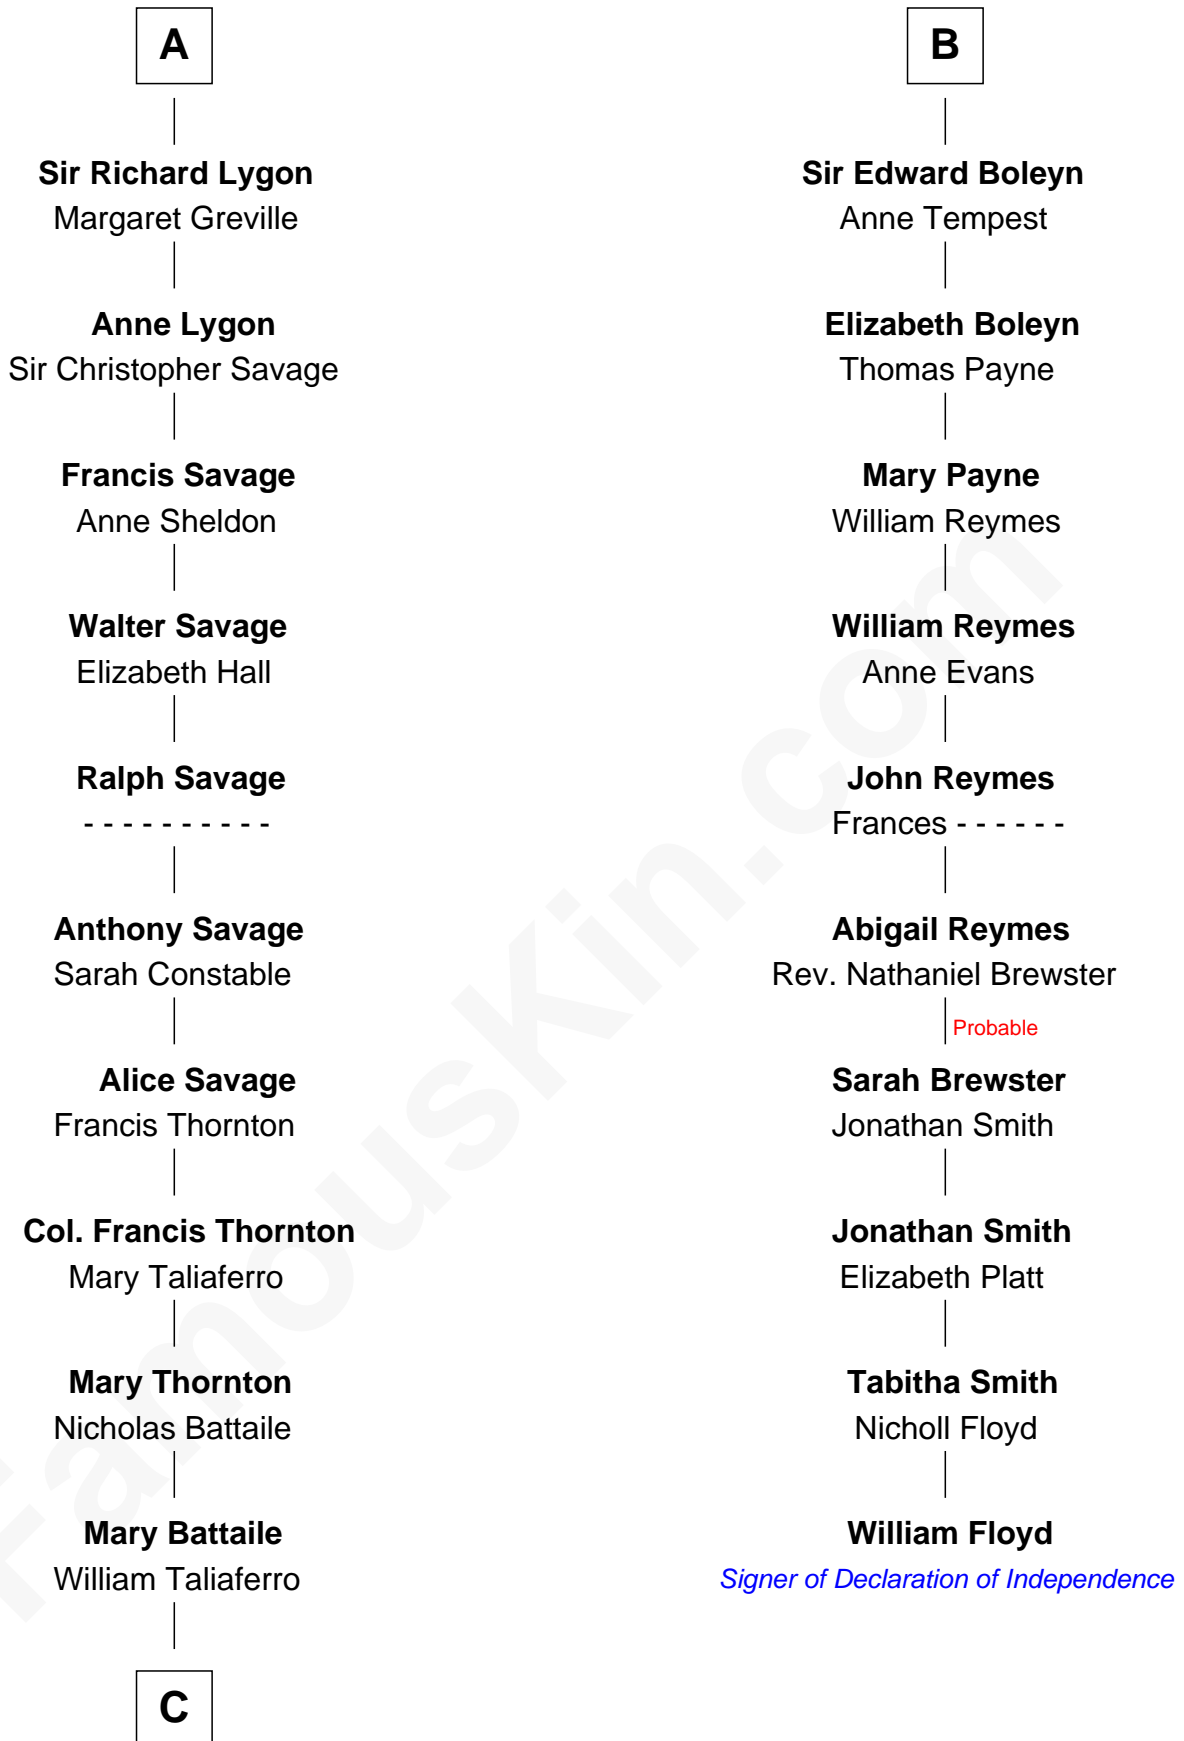 A
Sir Richard Lygon
Margaret Greville
Anne Lygon
Sir Christopher Savage
Francis Savage
Anne Sheldon
Walter Savage
Elizabeth Hall
Ralph Savage
- - - - - - - - - -
Anthony Savage
Sarah Constable
Alice Savage
Francis Thornton
Col. Francis Thornton
Mary Taliaferro
Mary Thornton
Nicholas Battaile
Mary Battaile
William Taliaferro
C
B
Sir Edward Boleyn
Anne Tempest
Elizabeth Boleyn
Thomas Payne
Mary Payne
William Reymes
William Reymes
Anne Evans
John Reymes
Frances - - - - - -
Abigail Reymes
Rev. Nathaniel Brewster
Probable
Sarah Brewster
Jonathan Smith
Jonathan Smith
Elizabeth Platt
Tabitha Smith
Nicholl Floyd
William Floyd
Signer of Declaration of Independence
FamousKin.com